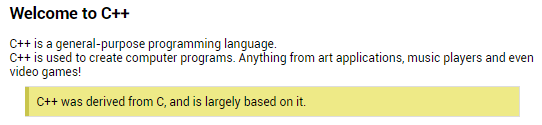 Welcome to C++
C++ is a general-purpose programming language.
C++ is used to create computer programs. Anything from art applications, music players and even
video games!
C++ was derived from C, and is largely based on it.